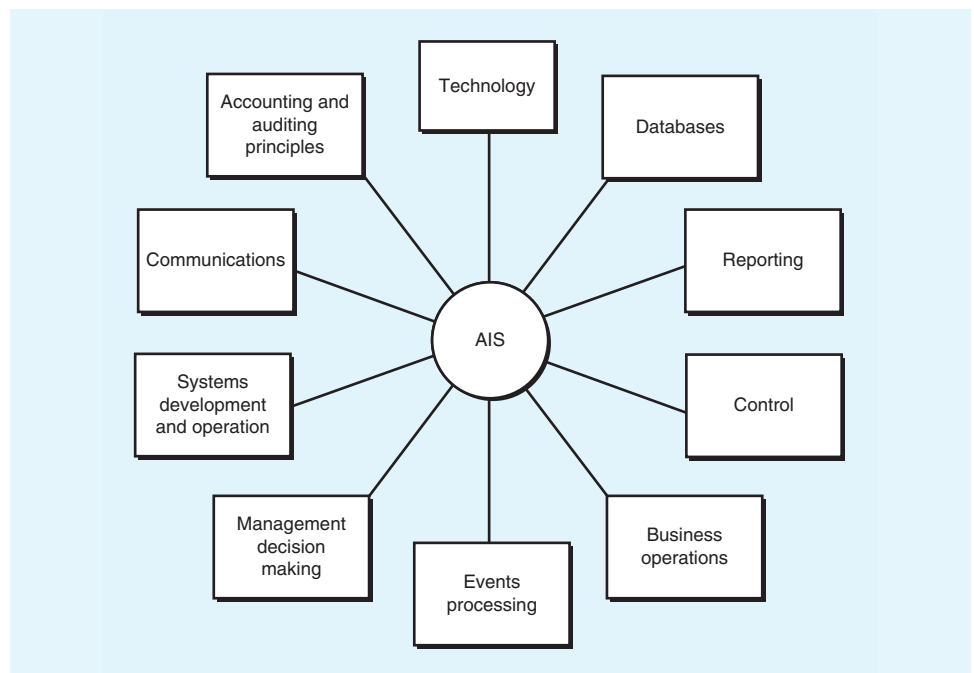 Technology
Accounting and
auditing
principles
Databases
Communications
Reporting
AIS
Systems
development
and operation
Control
Management
decision
making
Business
operations
Events
processing